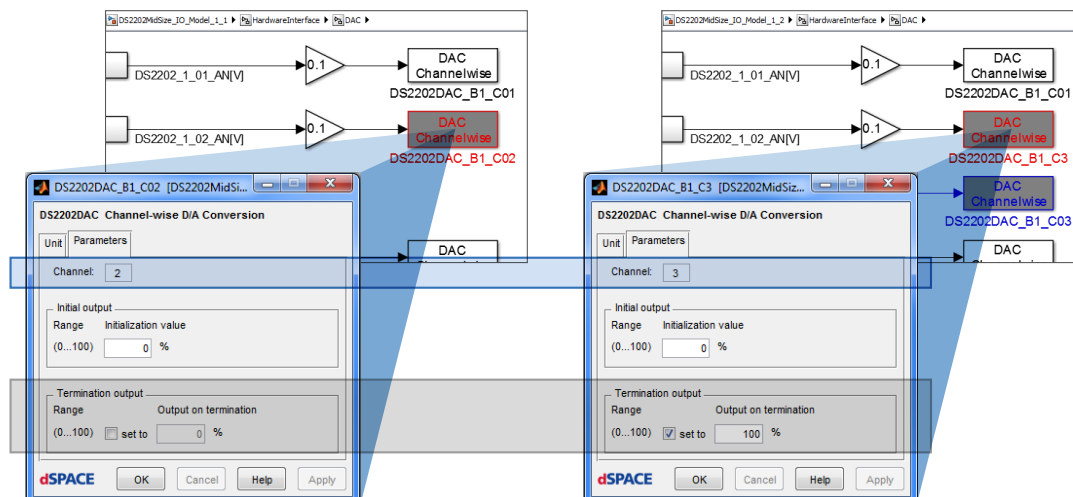 DS2202MidSize_IO_Model_1_1 HardwareInterface DAC
0.1
DS2202_1_01_AN[V]
DAC
Channelwise
DS2202DAC_B1_C01
0.1
DS2202_1_02_AN[V]
DAC
Channelwise
DS2202DAC_B1_C02
DAC
DS2202DAC_B1_C02 [DS2202MidSi...
DS2202DAC Channel-wise D/A Conversion
Unit Parameters
Channel: 2
Initial output
Range Initialization value
(0...100) 0 %
Termination output
Range Output on termination
(0...100) set to 0 %
dSPACE OK Cancel Help Apply
DS2202MidSize_IO_Model_1_2 HardwareInterface DAC
0.1
DS2202_1_01_AN[V]
DAC
Channelwise
DS2202DAC_B1_C01
0.1
DS2202_1_02_AN[V]
DAC
Channelwise
DS2202DAC_B1_C3
DAC
Channelwise
DS2202DAC_B1_C03
DAC
DS2202DAC_B1_C3 [DS2202MidSiz...
DS2202DAC Channel-wise D/A Conversion
Unit Parameters
Channel: 3
Initial output
Range Initialization value
(0...100) 0 %
Termination output
Range Output on termination
(0...100) set to 100 %
dSPACE OK Cancel Help Apply